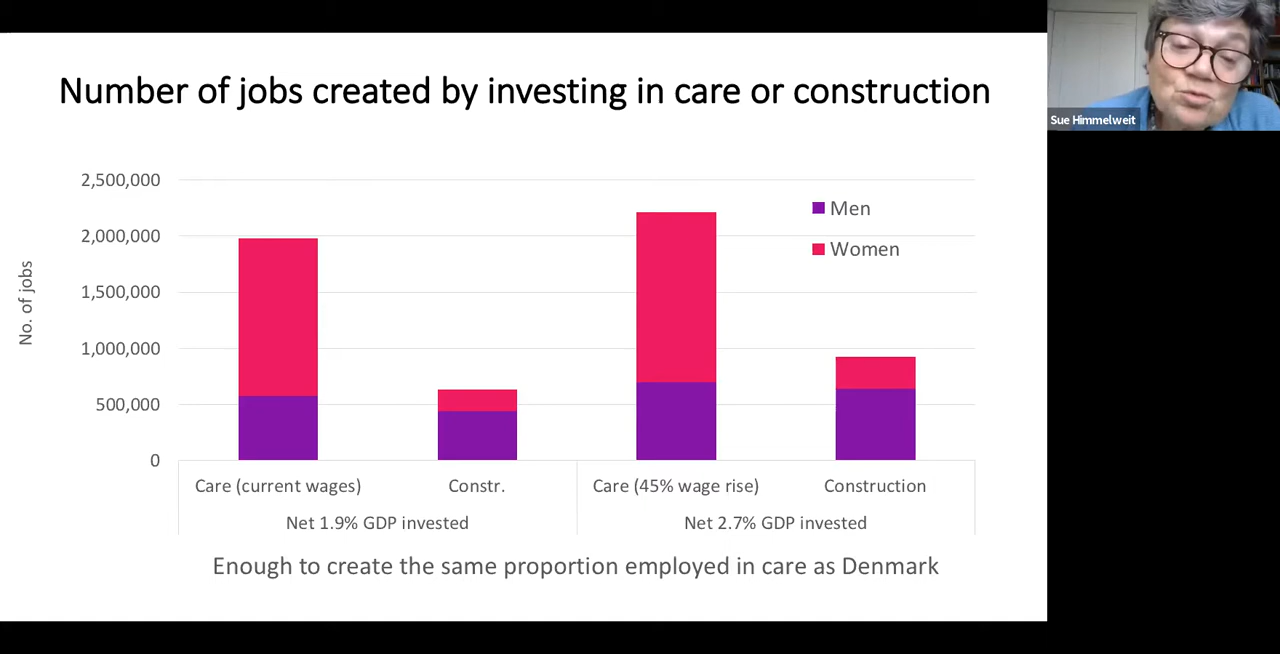 Number of jobs created by investing in care or construction
Sue Himmelweit
2,500,000
2,000,000
1,500,000
1,000,000
500,000
0
No. of jobs
Men
Women
Care (current wages)
Constr.
Care (45% wage rise)
Construction
Net 1.9% GDP invested
Net 2.7% GDP invested
Enough to create the same proportion employed in care as Denmark